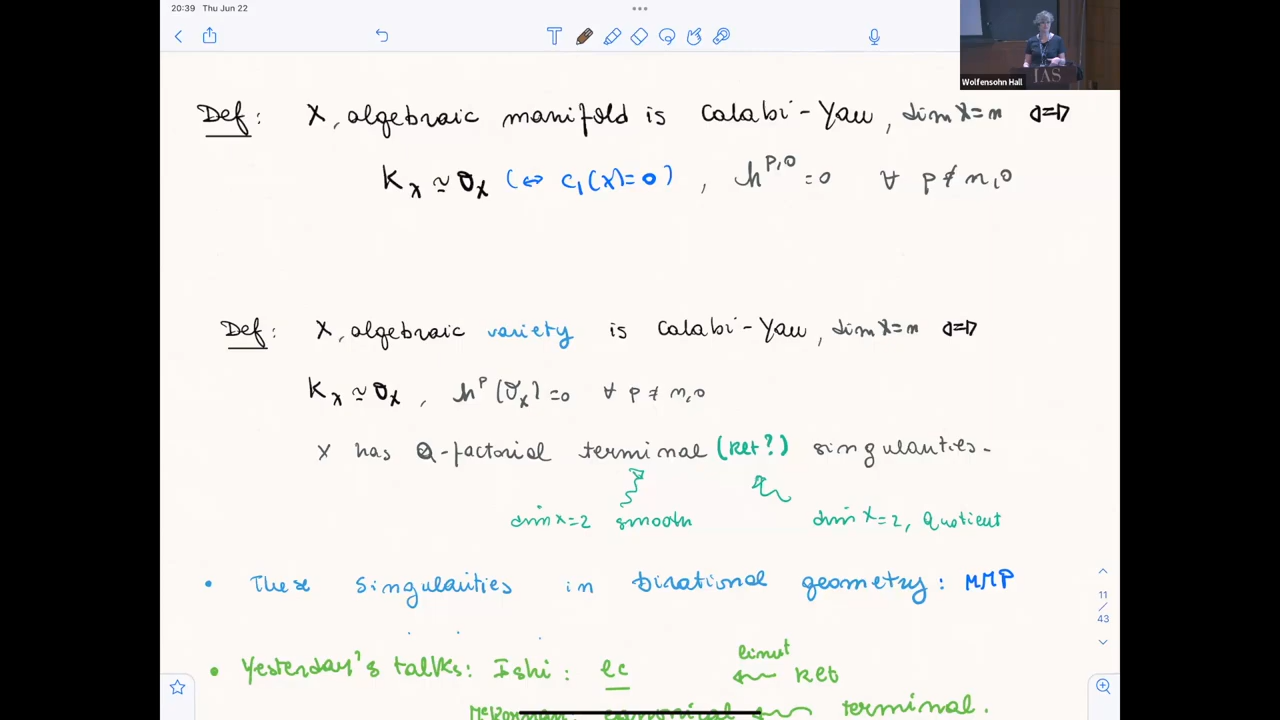 20:39 Thu Jun 22
Wolfensohn Hall
IAS
Def: X, algebraic manifold is Calabi-Yau, dim X=n ⇔
K_X ≃ O_X (⇔ c_1(X)=0), h^{p,0}=0 ∀ p≠n,0
Def: X, algebraic variety is Calabi-Yau, dim X=n ⇔
K_X ≃ O_X, h^p(O_X)=0 ∀ p≠n,0
X has Q-factorial terminal (klt?) singularities.
dim X=2 smooth dim X=2, Quotient
• These singularities in birational geometry: MMP
11
/
43
• Yesterday's talks: Ishi: lc ← limit klt
canonical ← terminal.